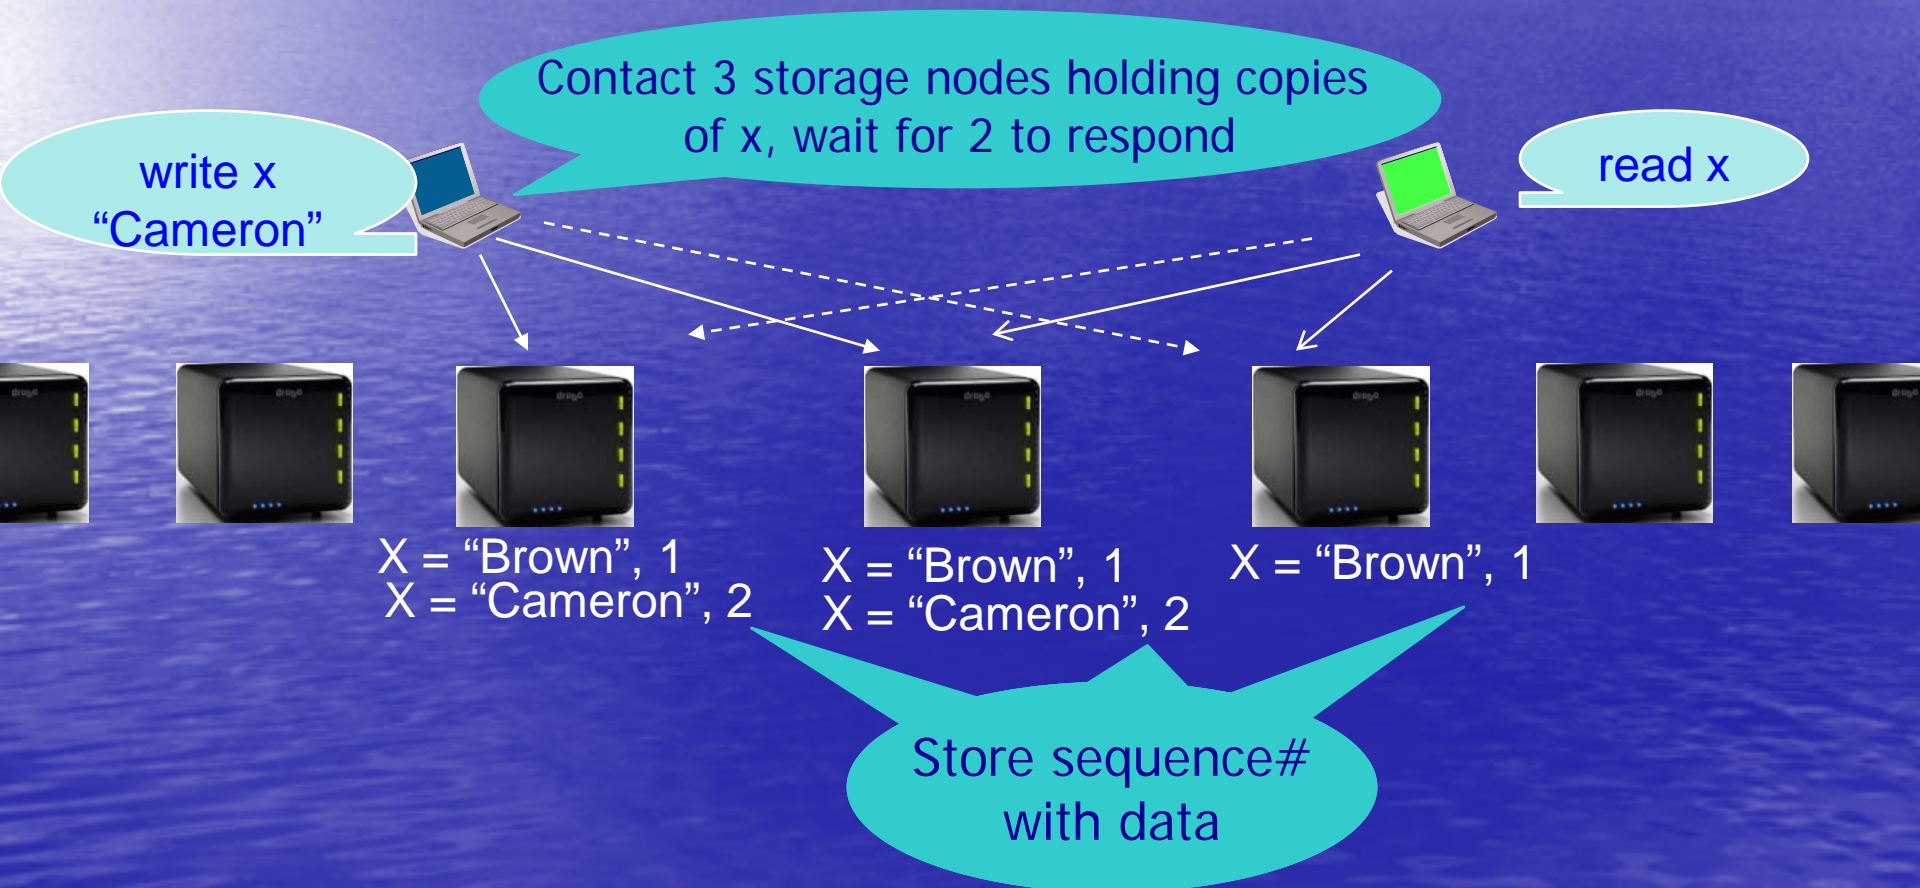 Contact 3 storage nodes holding copies
of x, wait for 2 to respond
write x
“Cameron”
read x
X = “Brown”, 1
X = “Cameron”, 2
X = “Brown”, 1
X = “Cameron”, 2
X = “Brown”, 1
Store sequence#
with data